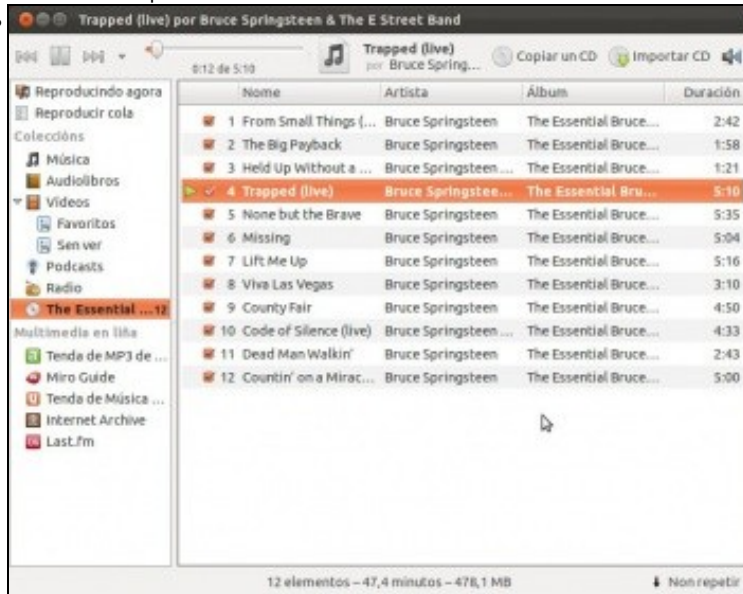 Trapped (live) por Bruce Springsteen & The E Street Band
0:12 de 5:10
Trapped (live)
por Bruce Spring...
Copiar un CD
Importar CD
Reproducindo agora
Reproducir cola
Coleccións
Música
Audiolibros
Vídeos
Favoritos
Sen ver
Podcasts
Radio
The Essential ...12
Multimedia en liña
Tenda de MP3 de ...
Miro Guide
Tenda de Música ...
Internet Archive
Last.fm
Nome Artista Álbum Duración
1 From Small Things (... Bruce Springsteen The Essential Bruce.... 2:42
2 The Big Payback Bruce Springsteen The Essential Bruce.... 1:58
3 Held Up Without a ... Bruce Springsteen ... The Essential Bruce.... 1:21
4 Trapped (live) Bruce Springstee... The Essential Bru... 5:10
5 None but the Brave Bruce Springsteen The Essential Bruce.... 5:35
6 Missing Bruce Springsteen The Essential Bruce.... 5:04
7 Lift Me Up Bruce Springsteen The Essential Bruce.... 5:16
8 Viva Las Vegas Bruce Springsteen The Essential Bruce.... 3:10
9 County Fair Bruce Springsteen The Essential Bruce.... 4:50
10 Code of Silence (live) Bruce Springsteen ... The Essential Bruce.... 4:33
11 Dead Man Walkin' Bruce Springsteen The Essential Bruce.... 2:43
12 Countin' on a Mirac... Bruce Springsteen The Essential Bruce.... 5:00
12 elementos – 47,4 minutos – 478,1 MB
Non repetir